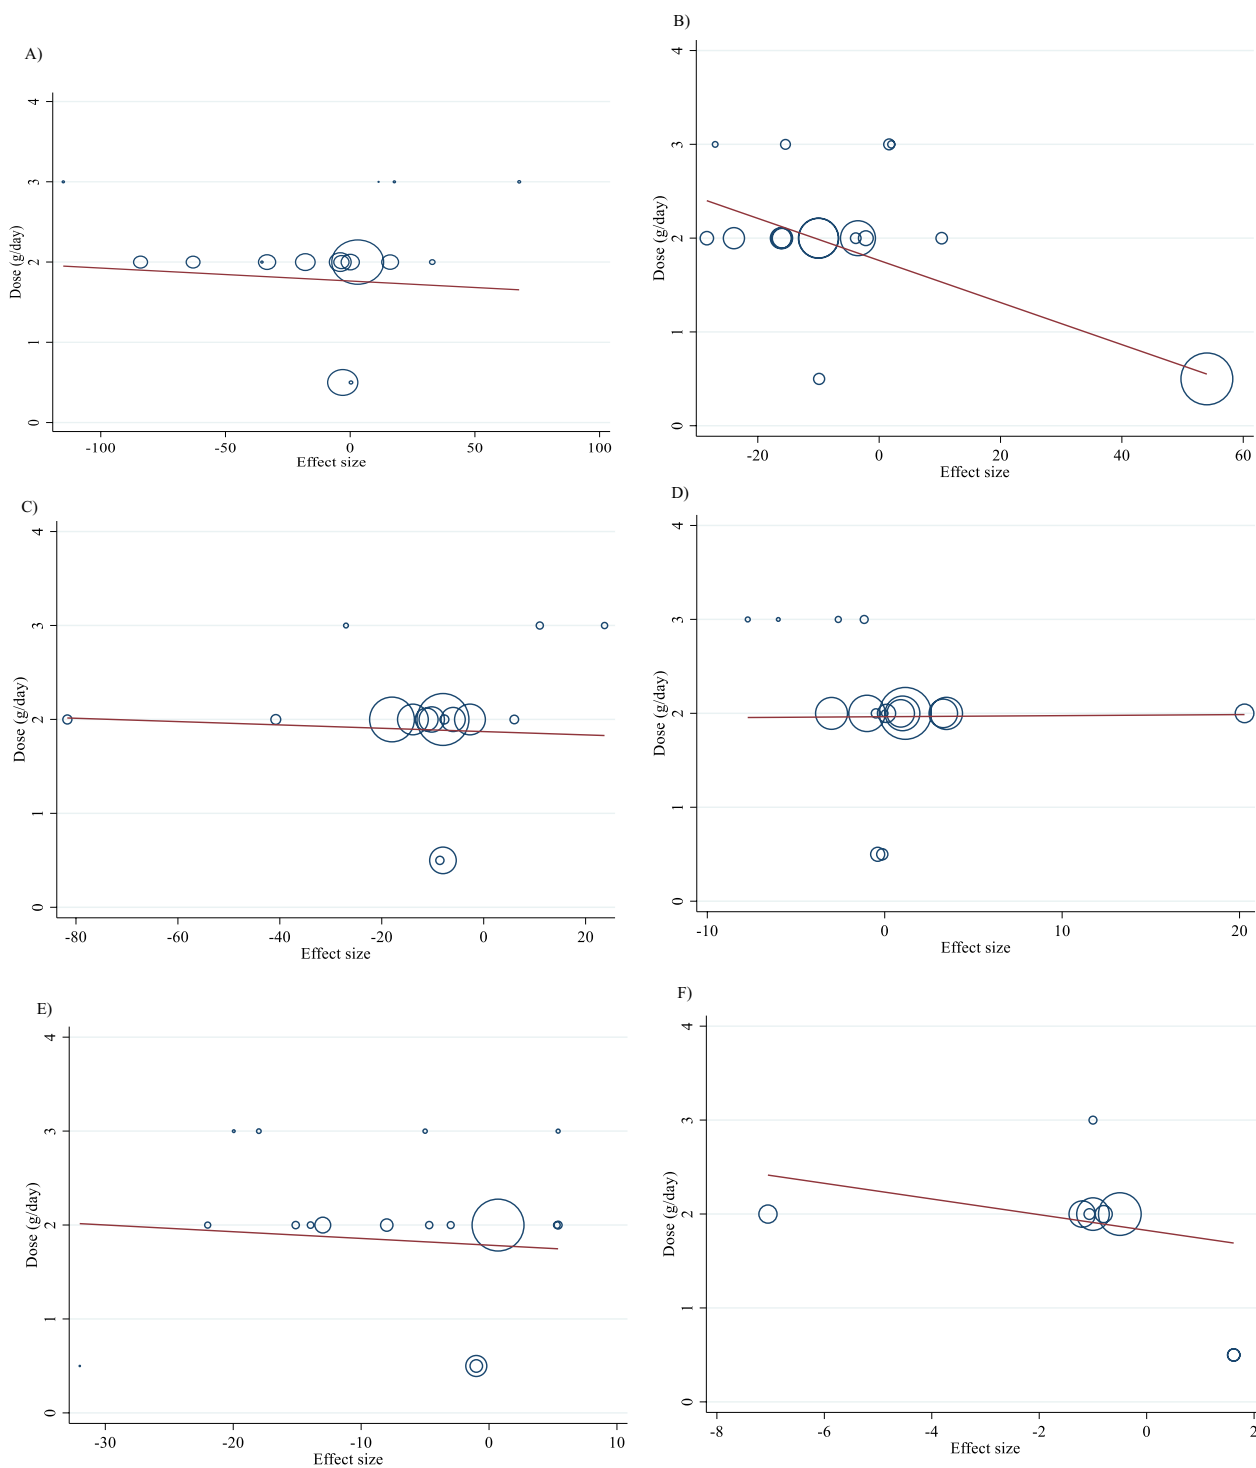 A)
4
3
2
1
0
Dose (g/day)
-100 -50 0 50 100
Effect size
B)
4
3
2
1
0
Dose (g/day)
-20 0 20 40 60
Effect size
C)
4
3
2
1
0
Dose (g/day)
-80 -60 -40 -20 0 20
Effect size
D)
4
3
2
1
0
Dose (g/day)
-10 0 10 20
Effect size
E)
4
3
2
1
0
Dose (g/day)
-30 -20 -10 0 10
Effect size
F)
4
3
2
1
0
Dose (g/day)
-8 -6 -4 -2 0 2
Effect size